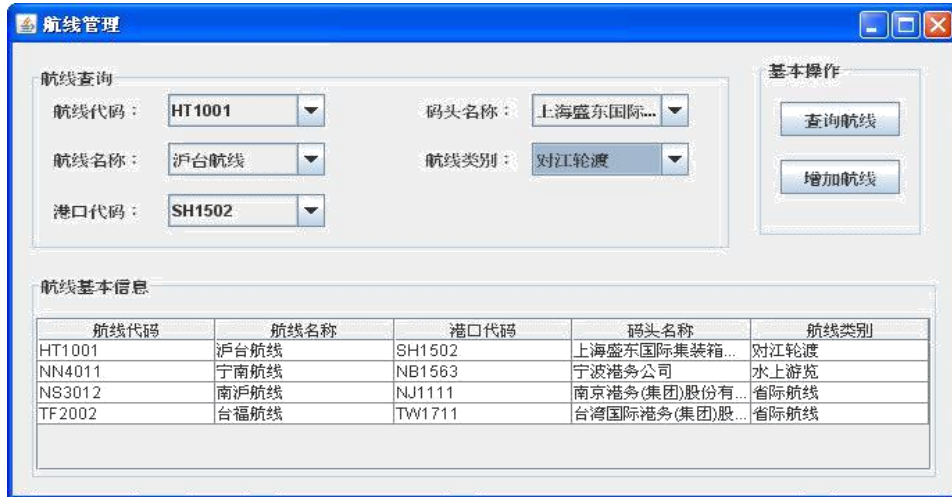 航线管理
航线查询
航线代码： HT1001 码头名称： 上海盛东国际...
航线名称： 沪台航线 航线类别： 对江轮渡
港口代码： SH1502
基本操作
查询航线
增加航线
航线基本信息
航线代码 航线名称 港口代码 码头名称 航线类别
HT1001 沪台航线 SH1502 上海盛东国际集装箱... 对江轮渡
NN4011 宁南航线 NB1563 宁波港务公司 水上游览
NS3012 南沪航线 NJ1111 南京港务(集团)股份有... 省际航线
TF2002 台福航线 TW1711 台湾国际港务(集团)股... 省际航线